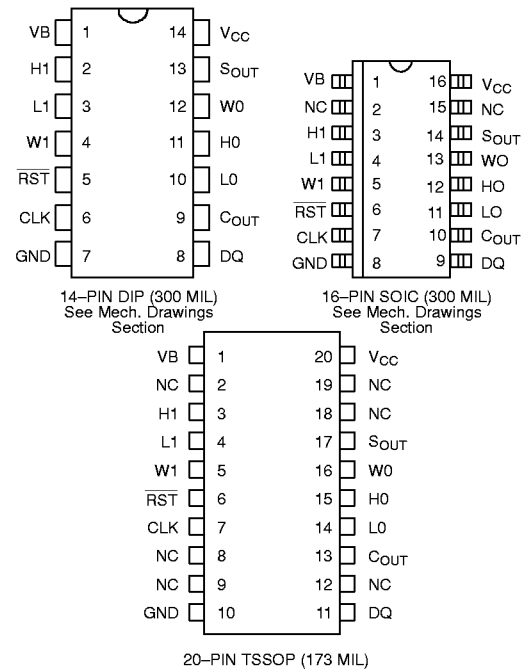 VB 1 14 VCC
H1 2 13 SOUT
L1 3 12 W0
W1 4 11 H0
RST 5 10 L0
CLK 6 9 COUT
GND 7 8 DQ
14–PIN DIP (300 MIL)
See Mech. Drawings
Section
VB 1 16 VCC
NC 2 15 NC
H1 3 14 SOUT
L1 4 13 WO
W1 5 12 HO
RST 6 11 LO
CLK 7 10 COUT
GND 8 9 DQ
16–PIN SOIC (300 MIL)
See Mech. Drawings
Section
VB 1 20 VCC
NC 2 19 NC
H1 3 18 NC
L1 4 17 SOUT
W1 5 16 W0
RST 6 15 H0
CLK 7 14 L0
NC 8 13 COUT
NC 9 12 NC
GND 10 11 DQ
20–PIN TSSOP (173 MIL)